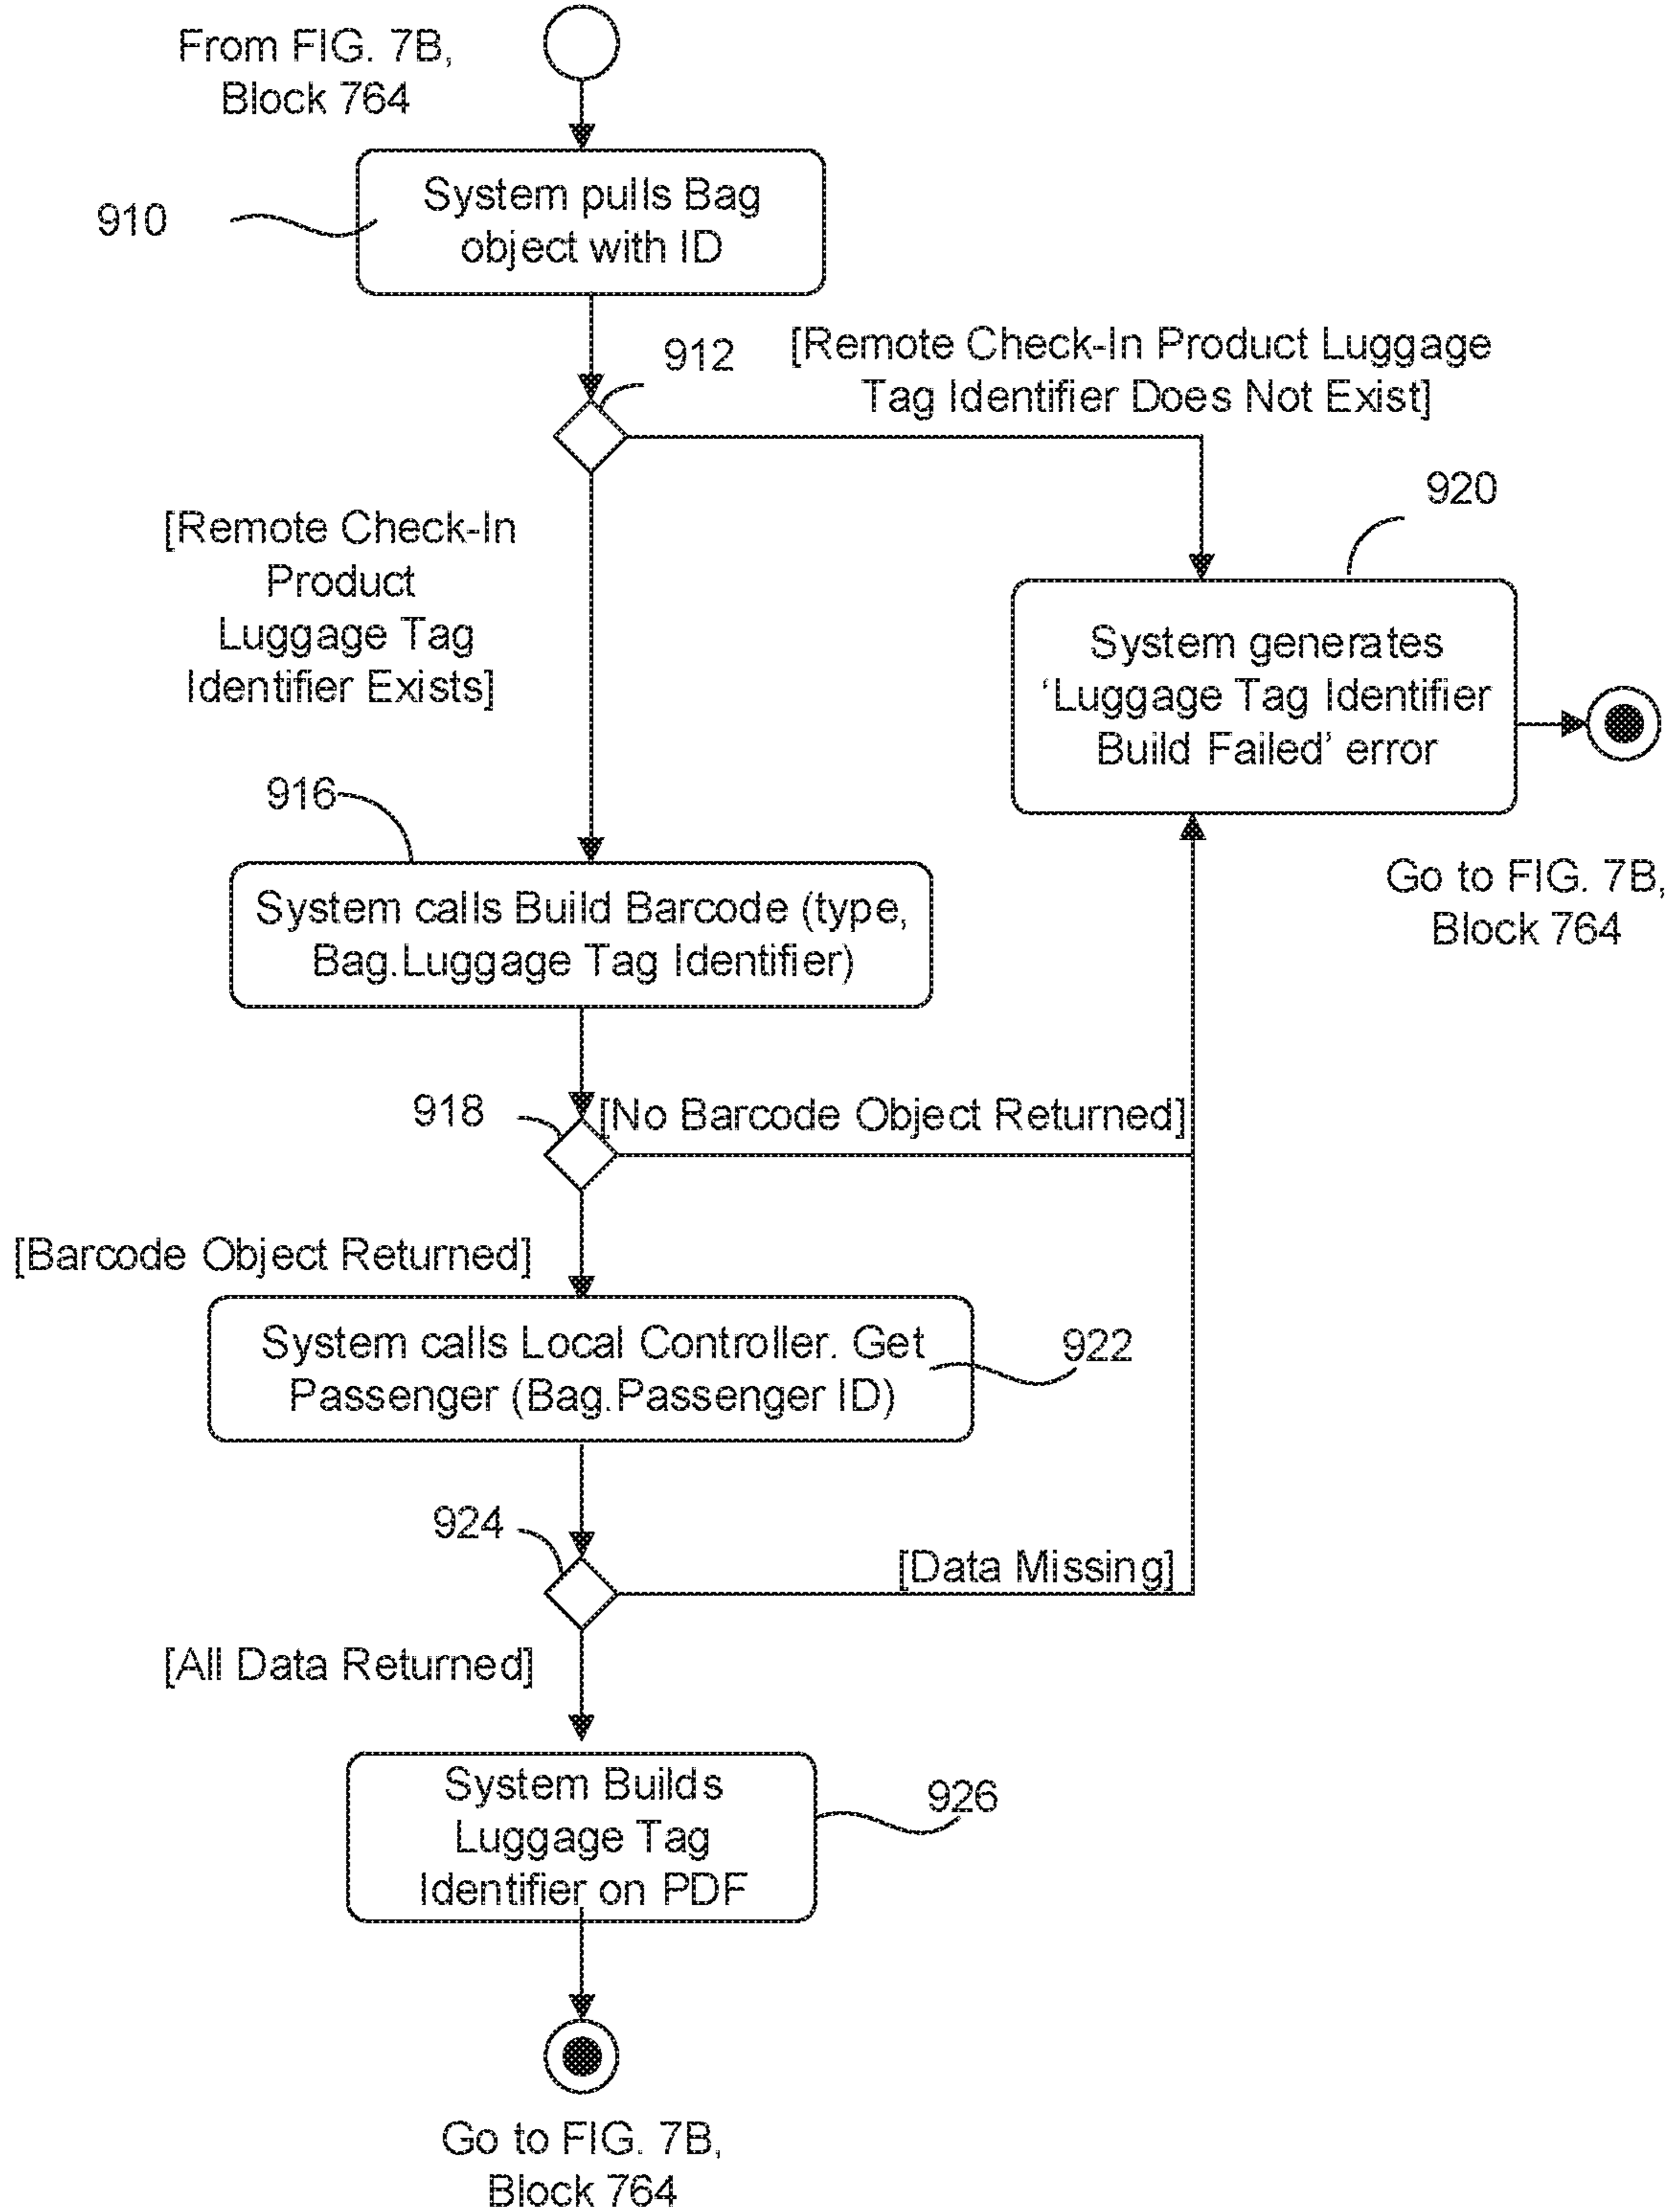 From FIG. 7B,
Block 764
System pulls Bag
object with ID
910
912
[Remote Check-In Product Luggage
Tag Identifier Does Not Exist]
920
[Remote Check-In
Product
Luggage Tag
Identifier Exists]
System generates
‘Luggage Tag Identifier
Build Failed’ error
916
Go to FIG. 7B,
Block 764
System calls Build Barcode (type,
Bag.Luggage Tag Identifier)
918
[No Barcode Object Returned]
[Barcode Object Returned]
System calls Local Controller. Get
Passenger (Bag.Passenger ID)
922
924
[Data Missing]
[All Data Returned]
System Builds
Luggage Tag
Identifier on PDF
926
Go to FIG. 7B,
Block 764